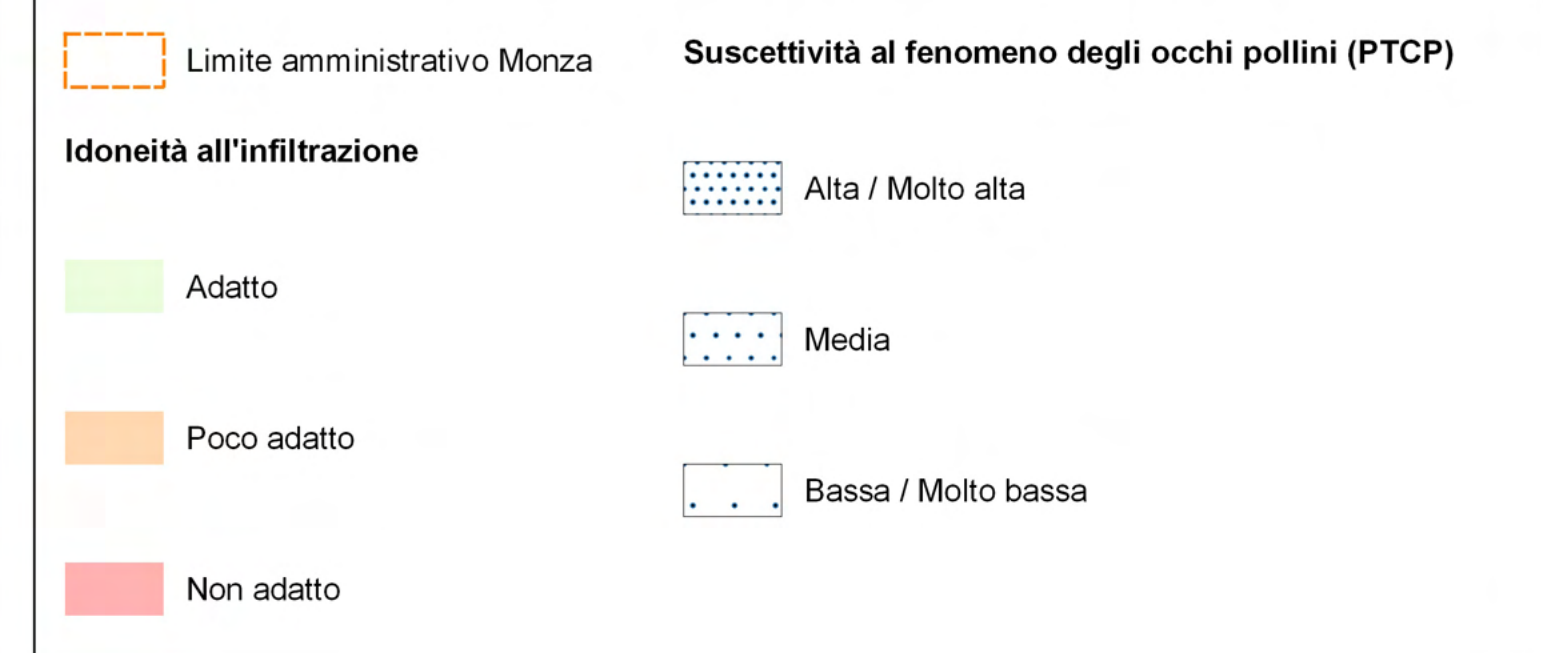 Limite amministrativo Monza
Idoneità all'infiltrazione
Adatto
Poco adatto
Non adatto
Suscettività al fenomeno degli occhi pollini (PTCP)
Alta / Molto alta
Media
Bassa / Molto bassa